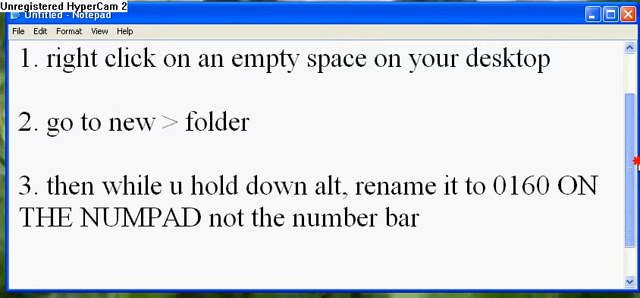 Unregistered HyperCam 2
Untitled - Notepad
File Edit Format View Help
1. right click on an empty space on your desktop
2. go to new > folder
3. then while u hold down alt, rename it to 0160 ON
THE NUMPAD not the number bar